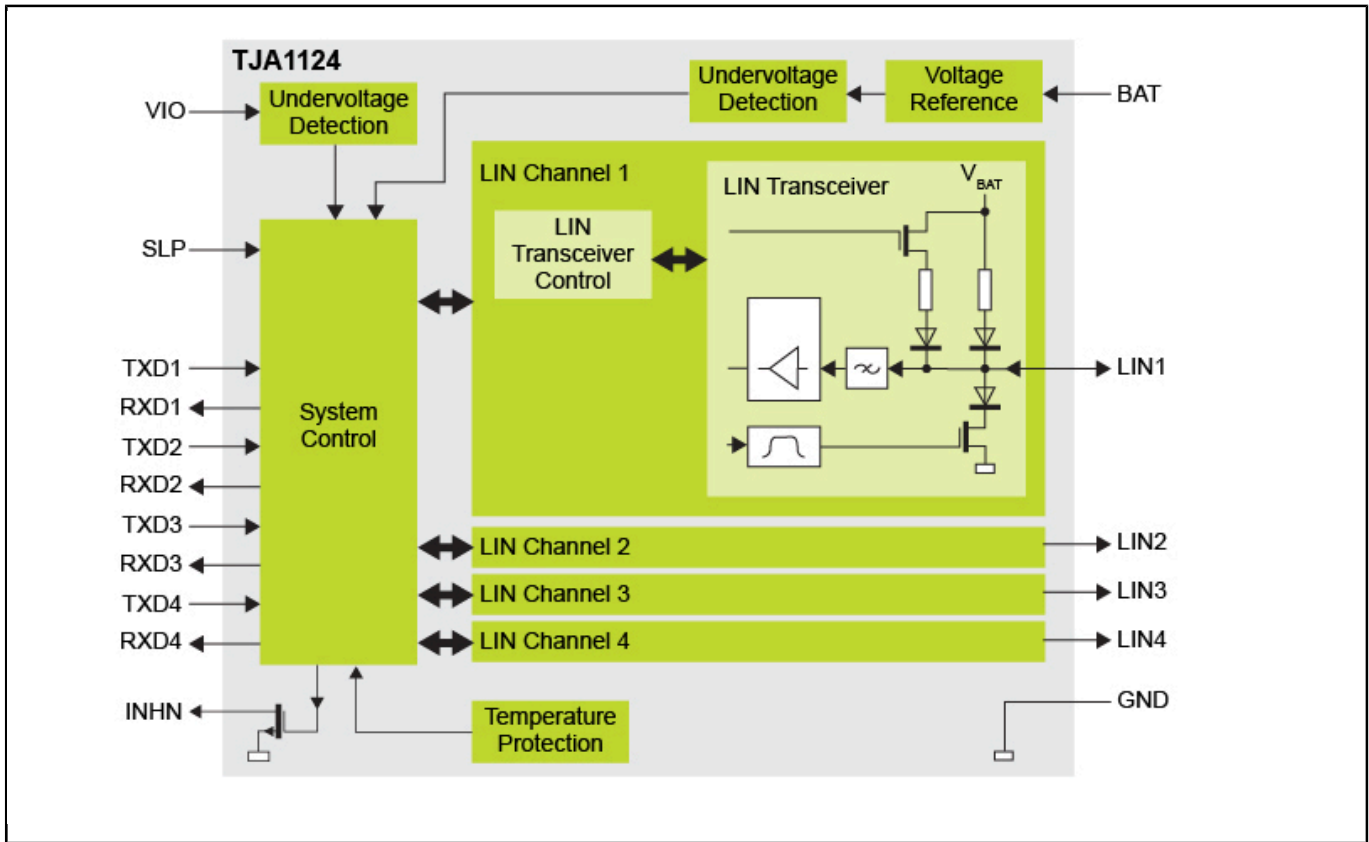 TJA1124
VIO
Undervoltage
Detection
Undervoltage
Detection
Voltage
Reference
BAT
LIN Channel 1
LIN Transceiver
VBAT
LIN
Transceiver
Control
SLP
TXD1
RXD1
TXD2
RXD2
TXD3
RXD3
TXD4
RXD4
System
Control
LIN1
LIN Channel 2
LIN2
LIN Channel 3
LIN3
LIN Channel 4
LIN4
INHN
Temperature
Protection
GND